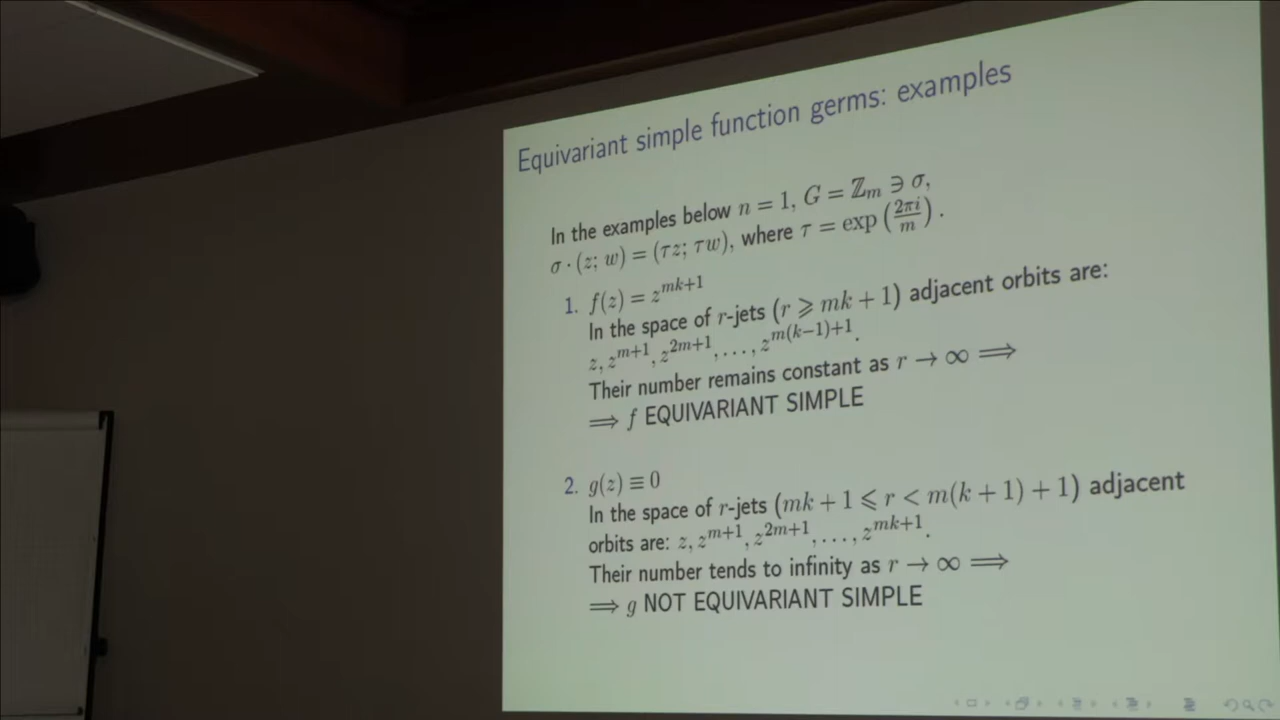 Equivariant simple function germs: examples
In the examples below n = 1, G = ℤₘ ∋ σ,
σ · (z; w) = (τz; τw), where τ = exp(2πi/m).
1. f(z) = z^{mk+1}
In the space of r-jets (r ⩾ mk + 1) adjacent orbits are:
z, z^{m+1}, z^{2m+1}, . . . , z^{m(k−1)+1}.
Their number remains constant as r → ∞ ⟹
⟹ f EQUIVARIANT SIMPLE
2. g(z) ≡ 0
In the space of r-jets (mk + 1 ⩽ r < m(k + 1) + 1) adjacent
orbits are: z, z^{m+1}, z^{2m+1}, . . . , z^{mk+1}.
Their number tends to infinity as r → ∞ ⟹
⟹ g NOT EQUIVARIANT SIMPLE